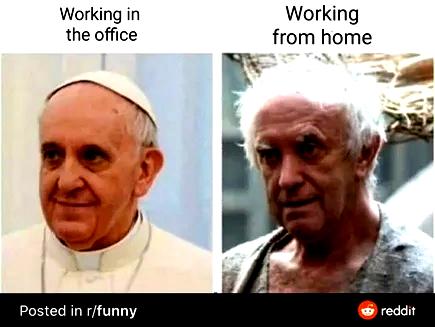 Working in
the office
Working
from home
Posted in r/funny
reddit